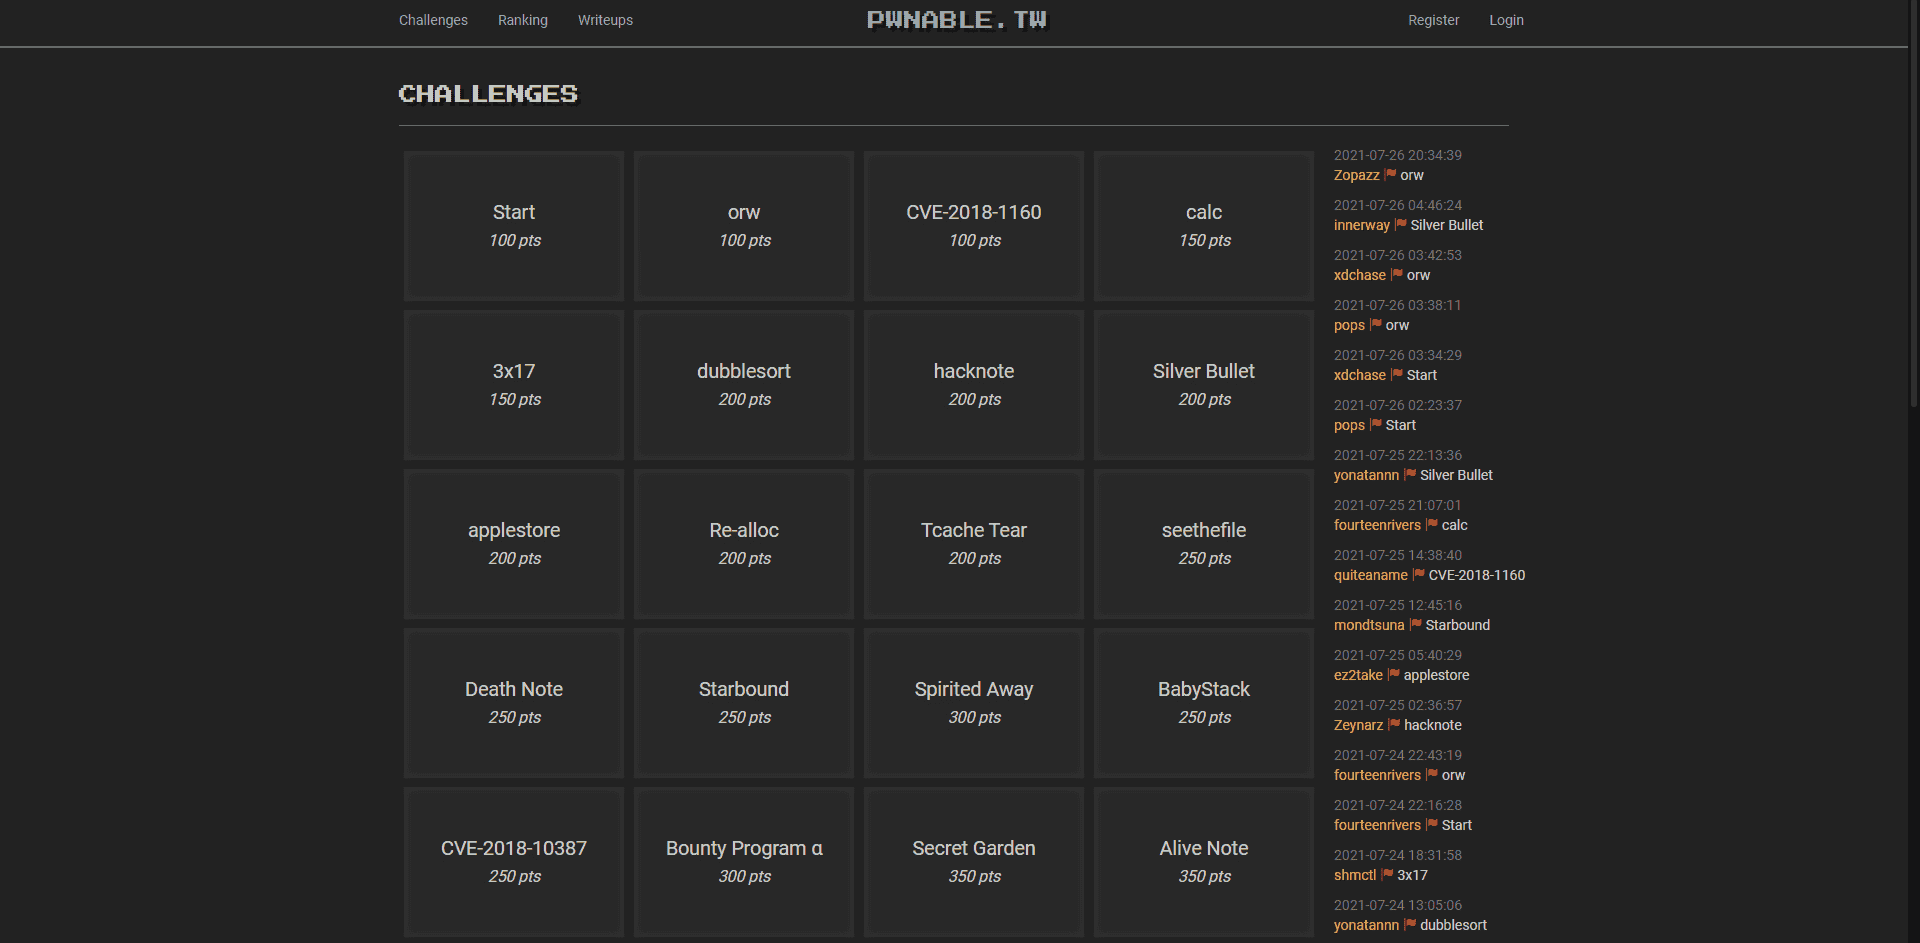 Challenges Ranking Writeups PWNABLE.TW Register Login
CHALLENGES
Start
100 pts
orw
100 pts
CVE-2018-1160
100 pts
calc
150 pts
3x17
150 pts
dubblesort
200 pts
hacknote
200 pts
Silver Bullet
200 pts
applestore
200 pts
Re-alloc
200 pts
Tcache Tear
200 pts
seethefile
250 pts
Death Note
250 pts
Starbound
250 pts
Spirited Away
300 pts
BabyStack
250 pts
CVE-2018-10387
250 pts
Bounty Program α
300 pts
Secret Garden
350 pts
Alive Note
350 pts
2021-07-26 20:34:39
Zopazz orw
2021-07-26 04:46:24
innerway Silver Bullet
2021-07-26 03:42:53
xdchase orw
2021-07-26 03:38:11
pops orw
2021-07-26 03:34:29
xdchase Start
2021-07-26 02:23:37
pops Start
2021-07-25 22:13:36
yonatannn Silver Bullet
2021-07-25 21:07:01
fourteenrivers calc
2021-07-25 14:38:40
quiteaname CVE-2018-1160
2021-07-25 12:45:16
mondtsuna Starbound
2021-07-25 05:40:29
ez2take applestore
2021-07-25 02:36:57
Zeynarz hacknote
2021-07-24 22:43:19
fourteenrivers orw
2021-07-24 22:16:28
fourteenrivers Start
2021-07-24 18:31:58
shmctl 3x17
2021-07-24 13:05:06
yonatannn dubblesort